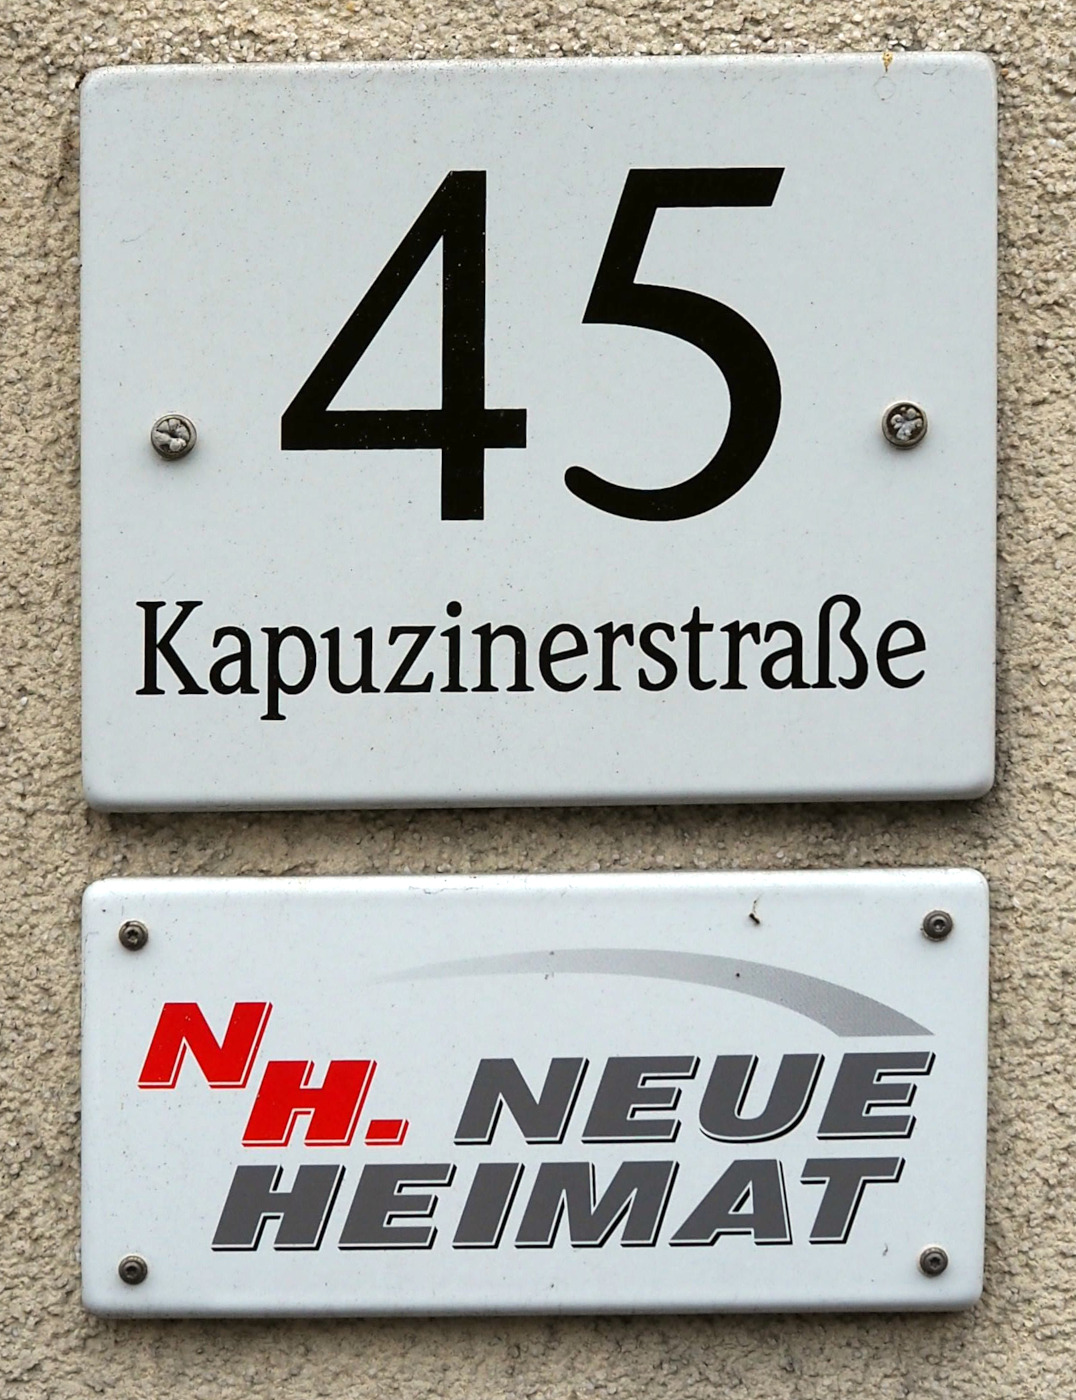 45
Kapuzinerstraße
NH. NEUE
HEIMAT